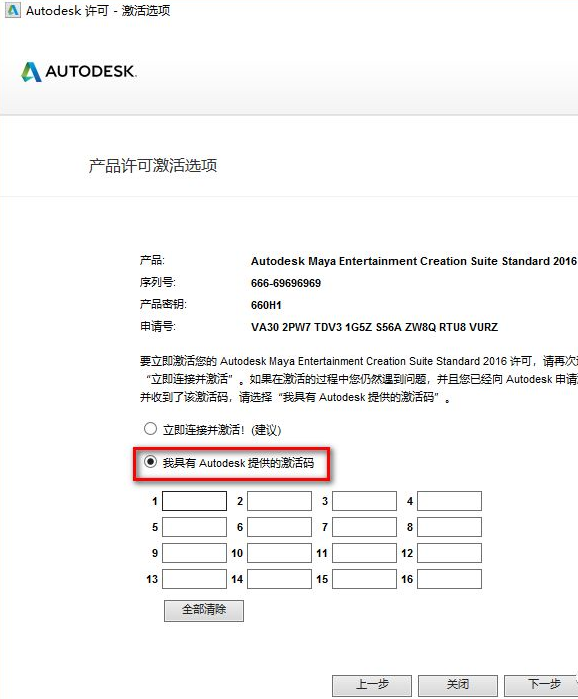 Autodesk 许可 - 激活选项
AUTODESK.
产品许可激活选项
产品: Autodesk Maya Entertainment Creation Suite Standard 2016
序列号: 666-69696969
产品密钥: 660H1
申请号: VA30 2PW7 TDV3 1G5Z S56A ZW8Q RTU8 VURZ
要立即激活您的 Autodesk Maya Entertainment Creation Suite Standard 2016 许可，请再次
“立即连接并激活”。如果在激活的过程中您仍然遇到问题，并且您已经向 Autodesk 申请
并收到了该激活码，请选择“我具有 Autodesk 提供的激活码”。
立即连接并激活! (建议)
我具有 Autodesk 提供的激活码
1 2 3 4
5 6 7 8
9 10 11 12
13 14 15 16
全部清除
上一步 关闭 下一步